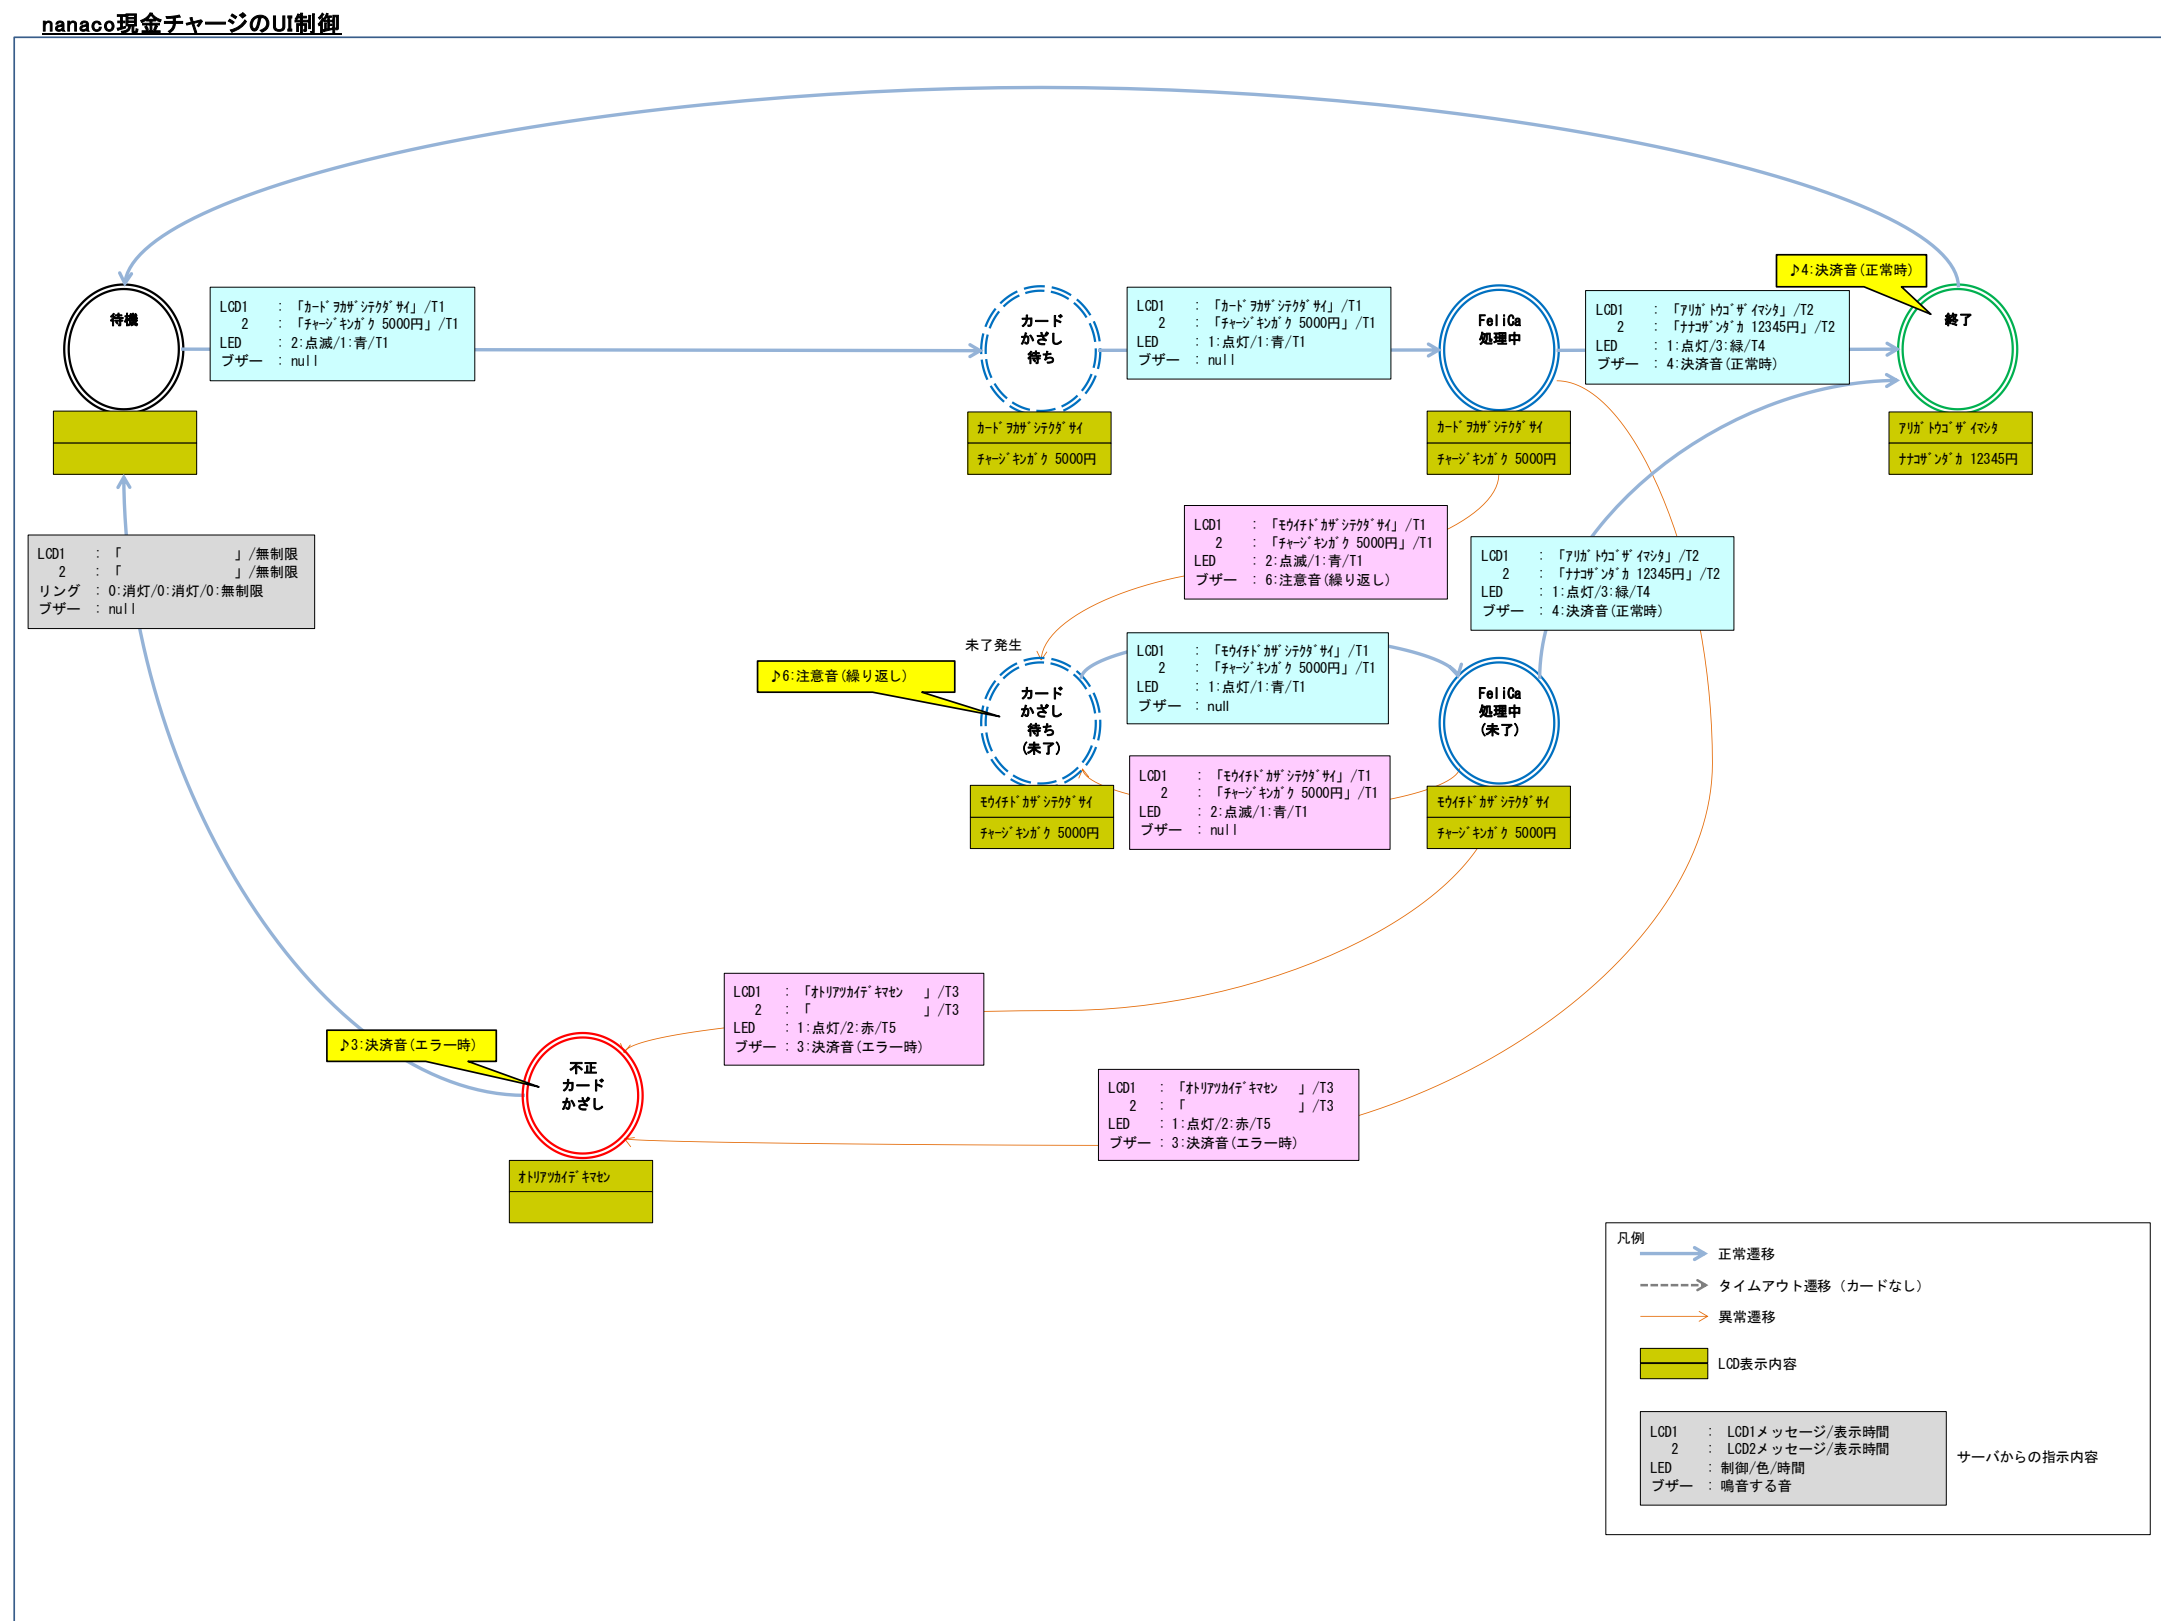 nanaco現金チャージのUI制御
♪4:決済音(正常時)
待機
LCD1 : 「ｶｰﾄﾞｦｶｻﾞｼﾃｸﾀﾞｻｲ」/T1
2 : 「ﾁｬｰｼﾞｷﾝｶﾞｸ 5000円」/T1
LED : 2:点滅/1:青/T1
ブザー : null
カード
かざし
待ち
LCD1 : 「ｶｰﾄﾞｦｶｻﾞｼﾃｸﾀﾞｻｲ」/T1
2 : 「ﾁｬｰｼﾞｷﾝｶﾞｸ 5000円」/T1
LED : 1:点灯/1:青/T1
ブザー : null
FeliCa
処理中
LCD1 : 「ｱﾘｶﾞﾄｳｺﾞｻﾞｲﾏｼﾀ」/T2
2 : 「ﾅﾅｺｻﾞﾝﾀﾞｶ 12345円」/T2
LED : 1:点灯/3:緑/T4
ブザー : 4:決済音(正常時)
終了
ｶｰﾄﾞｦｶｻﾞｼﾃｸﾀﾞｻｲ
ﾁｬｰｼﾞｷﾝｶﾞｸ 5000円
ｶｰﾄﾞｦｶｻﾞｼﾃｸﾀﾞｻｲ
ﾁｬｰｼﾞｷﾝｶﾞｸ 5000円
ｱﾘｶﾞﾄｳｺﾞｻﾞｲﾏｼﾀ
ﾅﾅｺｻﾞﾝﾀﾞｶ 12345円
LCD1 : 「 」/無制限
2 : 「 」/無制限
リング : 0:消灯/0:消灯/0:無制限
ブザー : null
LCD1 : 「ﾓｳｲﾁﾄﾞｶｻﾞｼﾃｸﾀﾞｻｲ」/T1
2 : 「ﾁｬｰｼﾞｷﾝｶﾞｸ 5000円」/T1
LED : 2:点滅/1:青/T1
ブザー : 6:注意音(繰り返し)
LCD1 : 「ｱﾘｶﾞﾄｳｺﾞｻﾞｲﾏｼﾀ」/T2
2 : 「ﾅﾅｺｻﾞﾝﾀﾞｶ 12345円」/T2
LED : 1:点灯/3:緑/T4
ブザー : 4:決済音(正常時)
未了発生
♪6:注意音(繰り返し)
カード
かざし
待ち
(未了)
LCD1 : 「ﾓｳｲﾁﾄﾞｶｻﾞｼﾃｸﾀﾞｻｲ」/T1
2 : 「ﾁｬｰｼﾞｷﾝｶﾞｸ 5000円」/T1
LED : 1:点灯/1:青/T1
ブザー : null
FeliCa
処理中
(未了)
LCD1 : 「ﾓｳｲﾁﾄﾞｶｻﾞｼﾃｸﾀﾞｻｲ」/T1
2 : 「ﾁｬｰｼﾞｷﾝｶﾞｸ 5000円」/T1
LED : 2:点滅/1:青/T1
ブザー : null
ﾓｳｲﾁﾄﾞｶｻﾞｼﾃｸﾀﾞｻｲ
ﾁｬｰｼﾞｷﾝｶﾞｸ 5000円
ﾓｳｲﾁﾄﾞｶｻﾞｼﾃｸﾀﾞｻｲ
ﾁｬｰｼﾞｷﾝｶﾞｸ 5000円
LCD1 : 「ｵﾄﾘｱﾂｶｲﾃﾞｷﾏｾﾝ 」/T3
2 : 「 」/T3
LED : 1:点灯/2:赤/T5
ブザー : 3:決済音(エラー時)
♪3:決済音(エラー時)
不正
カード
かざし
LCD1 : 「ｵﾄﾘｱﾂｶｲﾃﾞｷﾏｾﾝ 」/T3
2 : 「 」/T3
LED : 1:点灯/2:赤/T5
ブザー : 3:決済音(エラー時)
ｵﾄﾘｱﾂｶｲﾃﾞｷﾏｾﾝ
凡例
正常遷移
タイムアウト遷移（カードなし）
異常遷移
LCD表示内容
LCD1 : LCD1メッセージ/表示時間
2 : LCD2メッセージ/表示時間
LED : 制御/色/時間
ブザー : 鳴音する音
サーバからの指示内容